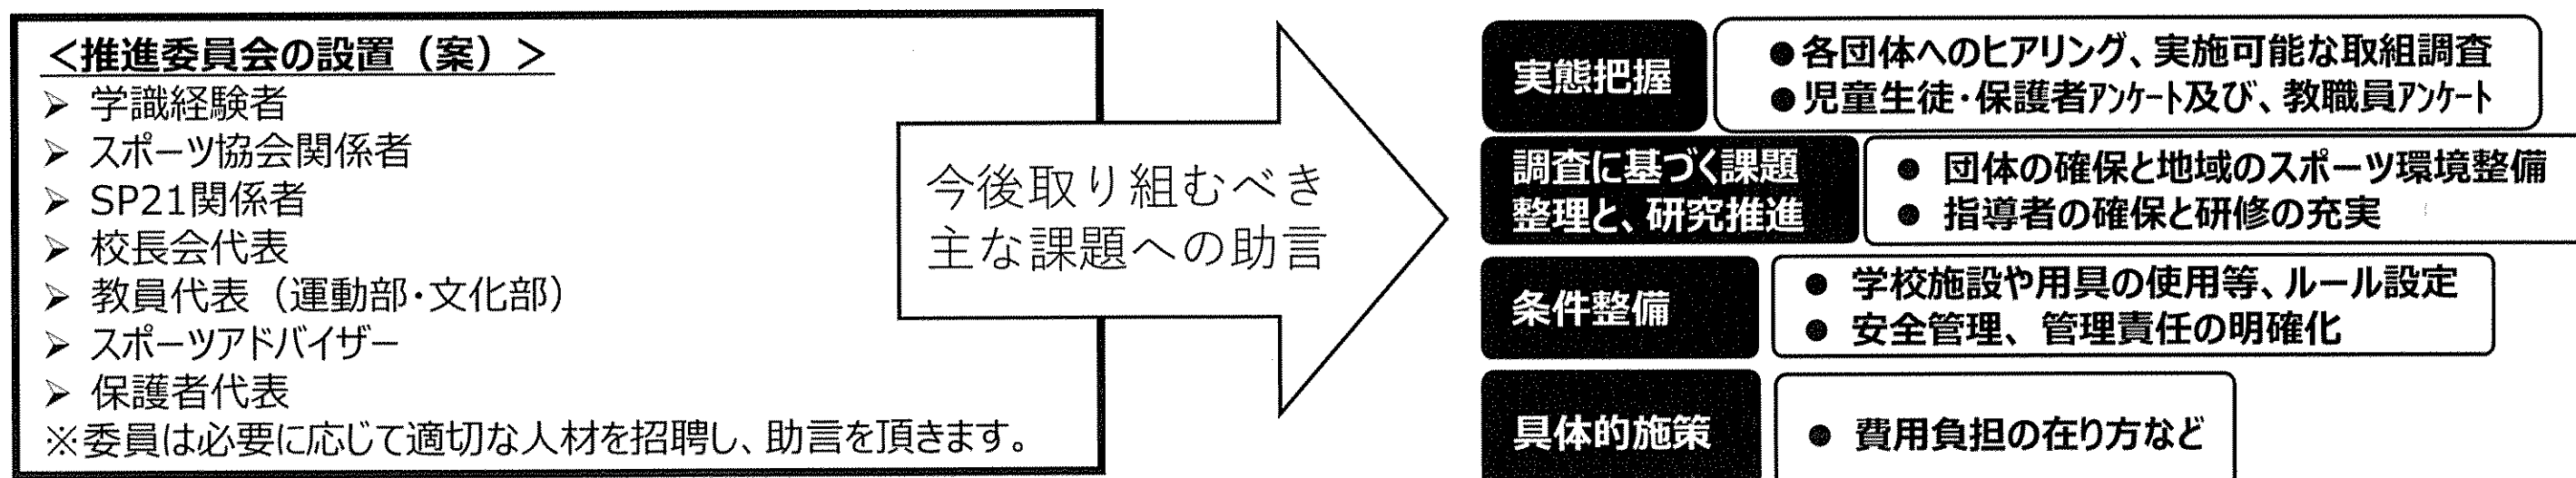 <推進委員会の設置（案）>
➢ 学識経験者
➢ スポーツ協会関係者
➢ SP21関係者
➢ 校長会代表
➢ 教員代表（運動部・文化部）
➢ スポーツアドバイザー
➢ 保護者代表
※委員は必要に応じて適切な人材を招聘し、助言を頂きます。
今後取り組むべき
主な課題への助言
実態把握
●各団体へのヒアリング、実施可能な取組調査
●児童生徒・保護者アンケート及び、教職員アンケート
調査に基づく課題
整理と、研究推進
● 団体の確保と地域のスポーツ環境整備
● 指導者の確保と研修の充実
条件整備
● 学校施設や用具の使用等、ルール設定
● 安全管理、管理責任の明確化
具体的施策
● 費用負担の在り方など